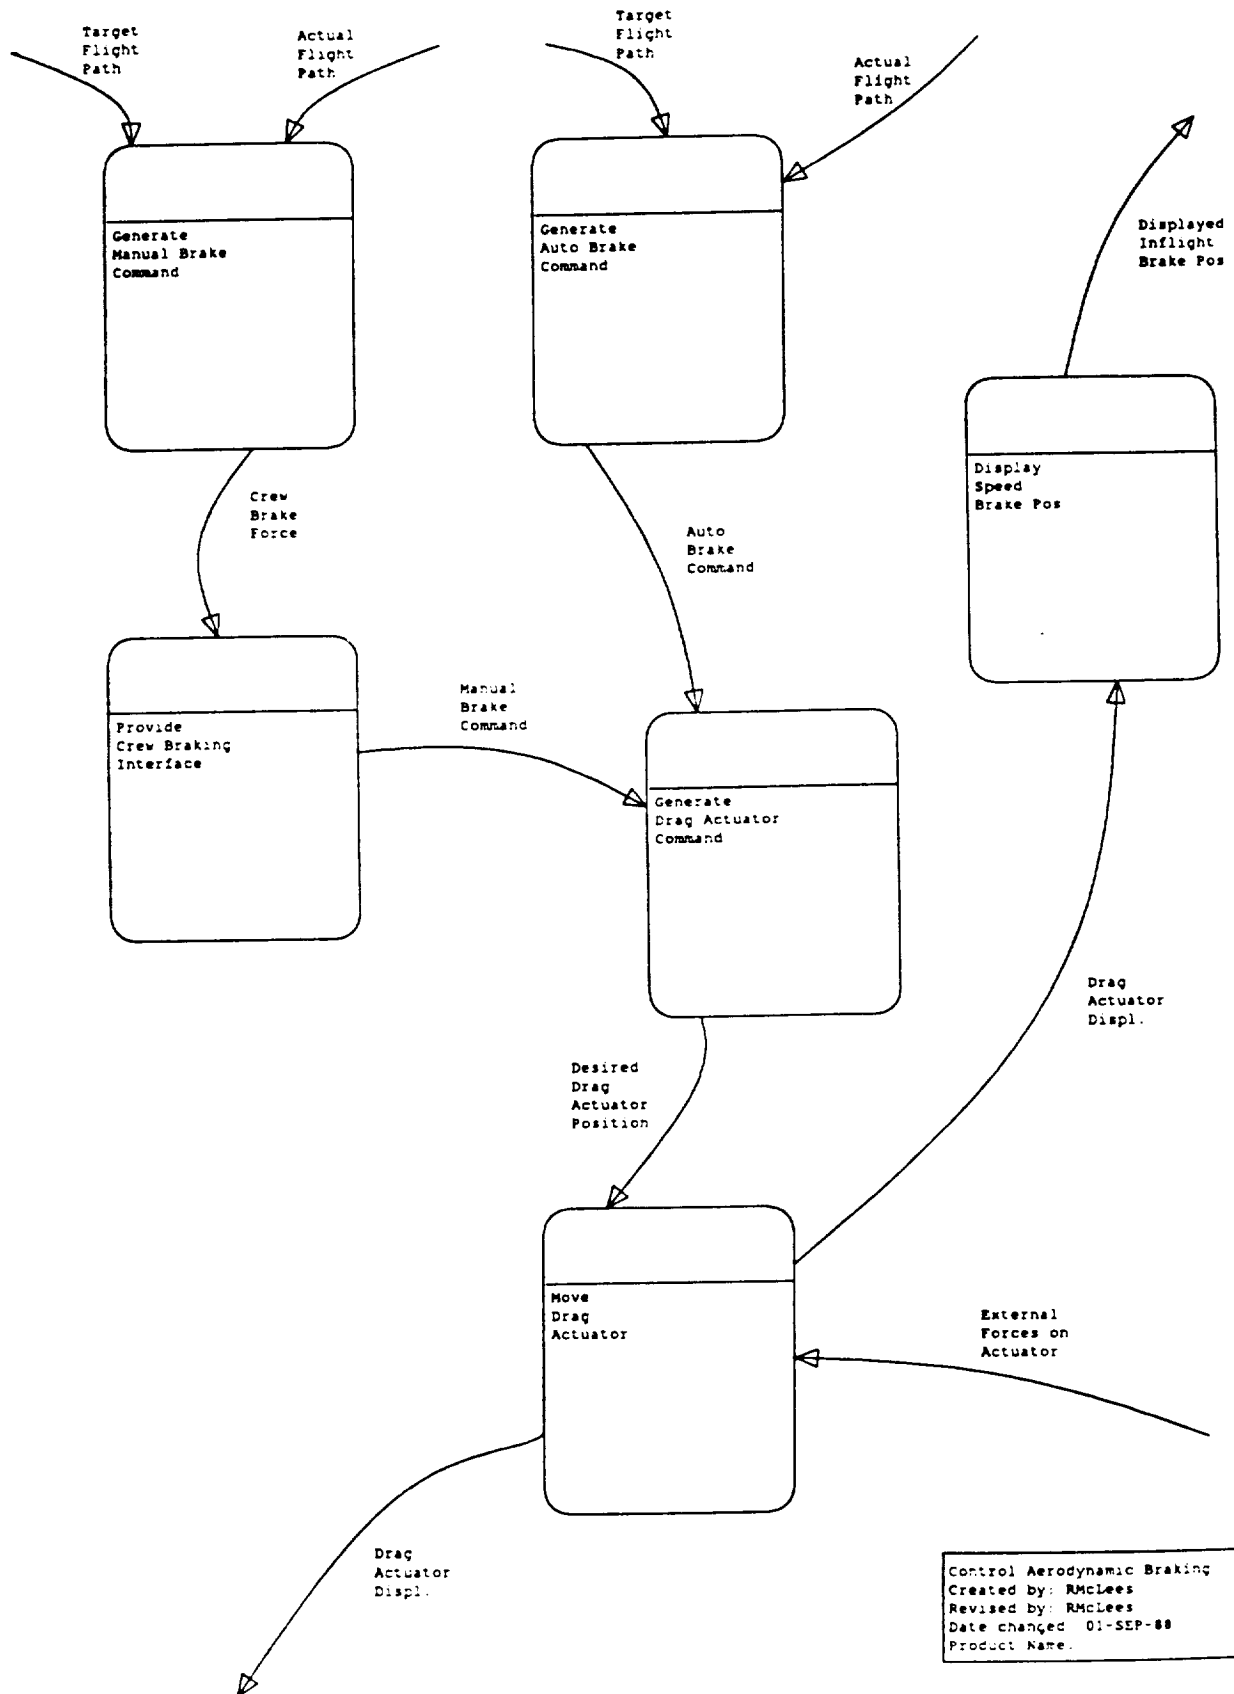 Target
Flight
Path
Actual
Flight
Path
Target
Flight
Path
Actual
Flight
Path
Generate
Manual Brake
Command
Generate
Auto Brake
Command
Displayed
Inflight
Brake Pos
Display
Speed
Brake Pos
Crew
Brake
Force
Auto
Brake
Command
Provide
Crew Braking
Interface
Manual
Brake
Command
Generate
Drag Actuator
Command
Drag
Actuator
Displ.
Desired
Drag
Actuator
Position
Move
Drag
Actuator
External
Forces on
Actuator
Drag
Actuator
Displ.
Control Aerodynamic Braking
Created by: RMcLees
Revised by: RMcLees
Date changed 01-SEP-88
Product Name.